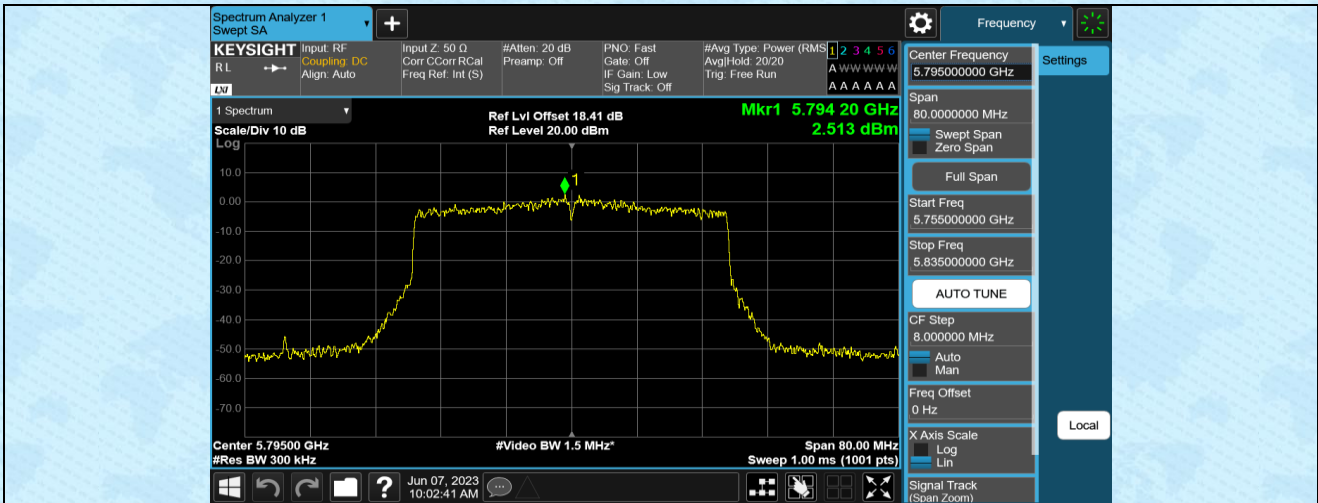 Spectrum Analyzer 1
Swept SA
Frequency
KEYSIGHT
RL
LXI
Input: RF
Coupling: DC
Align: Auto
Input Z: 50 Ω
Corr CCorr RCal
Freq Ref: Int (S)
#Atten: 20 dB
Preamp: Off
PNO: Fast
Gate: Off
IF Gain: Low
Sig Track: Off
#Avg Type: Power (RMS
Avg|Hold: 20/20
Trig: Free Run
1 2 3 4 5 6
A W W W W W
A A A A A A
1 Spectrum
Scale/Div 10 dB
Log
Ref Lvl Offset 18.41 dB
Ref Level 20.00 dBm
Mkr1 5.794 20 GHz
2.513 dBm
1
10.0
0.00
-10.0
-20.0
-30.0
-40.0
-50.0
-60.0
-70.0
Center 5.79500 GHz
#Res BW 300 kHz
#Video BW 1.5 MHz*
Span 80.00 MHz
Sweep 1.00 ms (1001 pts)
Center Frequency
5.795000000 GHz
Settings
Span
80.0000000 MHz
Swept Span
Zero Span
Full Span
Start Freq
5.755000000 GHz
Stop Freq
5.835000000 GHz
AUTO TUNE
CF Step
8.000000 MHz
Auto
Man
Freq Offset
0 Hz
X Axis Scale
Log
Lin
Local
Signal Track
(Span Zoom)
?
Jun 07, 2023
10:02:41 AM